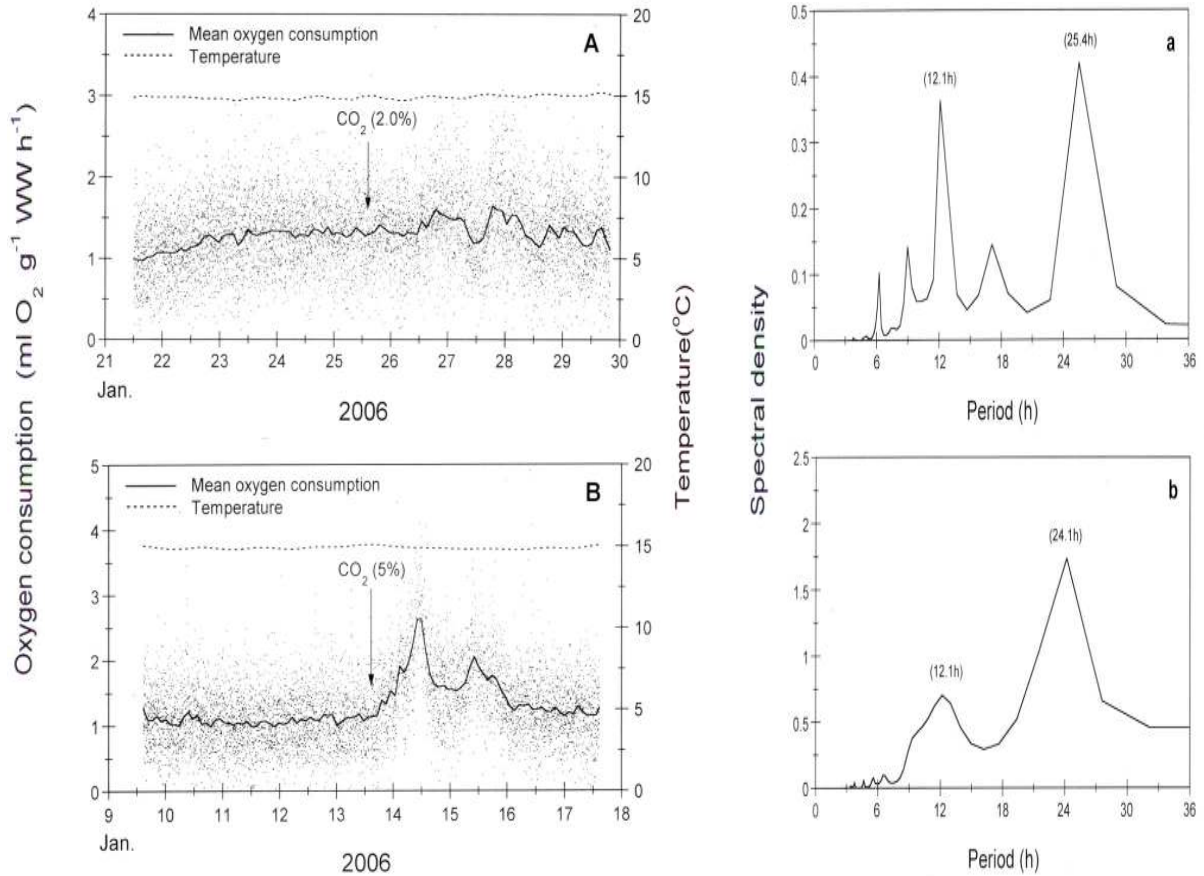 Oxygen consumption (ml O₂ g⁻¹ WW h⁻¹)
4
3
2
1
0
Mean oxygen consumption
Temperature
A
CO₂ (2.0%)
20
15
10
5
0
21 22 23 24 25 26 27 28 29 30
Jan.
2006
5
4
3
2
1
0
Mean oxygen consumption
Temperature
B
CO₂ (5%)
20
15
10
5
0
9 10 11 12 13 14 15 16 17 18
Jan.
2006
Temperature(°C)
Spectral density
0.5
0.4
0.3
0.2
0.1
0
a
(12.1h)
(25.4h)
0 6 12 18 24 30 36
Period (h)
2.5
2
1.5
1
0.5
0
b
(12.1h)
(24.1h)
0 6 12 18 24 30 36
Period (h)